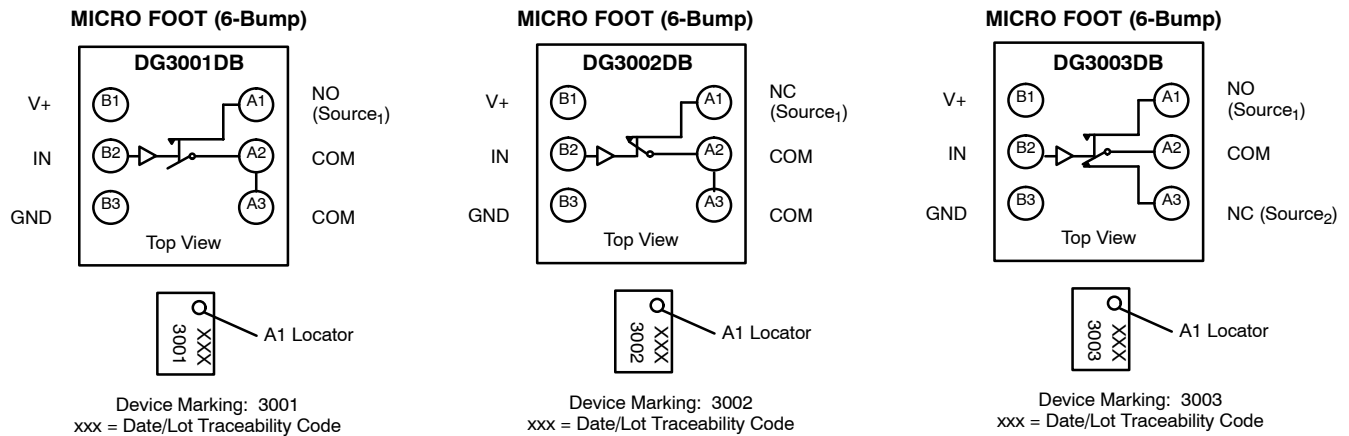 MICRO FOOT (6-Bump)
DG3001DB
V+
B1
A1
NO
(Source1)
IN
B2
A2
COM
GND
B3
A3
COM
Top View
XXX
3001
A1 Locator
Device Marking: 3001
xxx = Date/Lot Traceability Code
MICRO FOOT (6-Bump)
DG3002DB
V+
B1
A1
NC
(Source1)
IN
B2
A2
COM
GND
B3
A3
COM
Top View
XXX
3002
A1 Locator
Device Marking: 3002
xxx = Date/Lot Traceability Code
MICRO FOOT (6-Bump)
DG3003DB
V+
B1
A1
NO
(Source1)
IN
B2
A2
COM
GND
B3
A3
NC (Source2)
Top View
XXX
3003
A1 Locator
Device Marking: 3003
xxx = Date/Lot Traceability Code